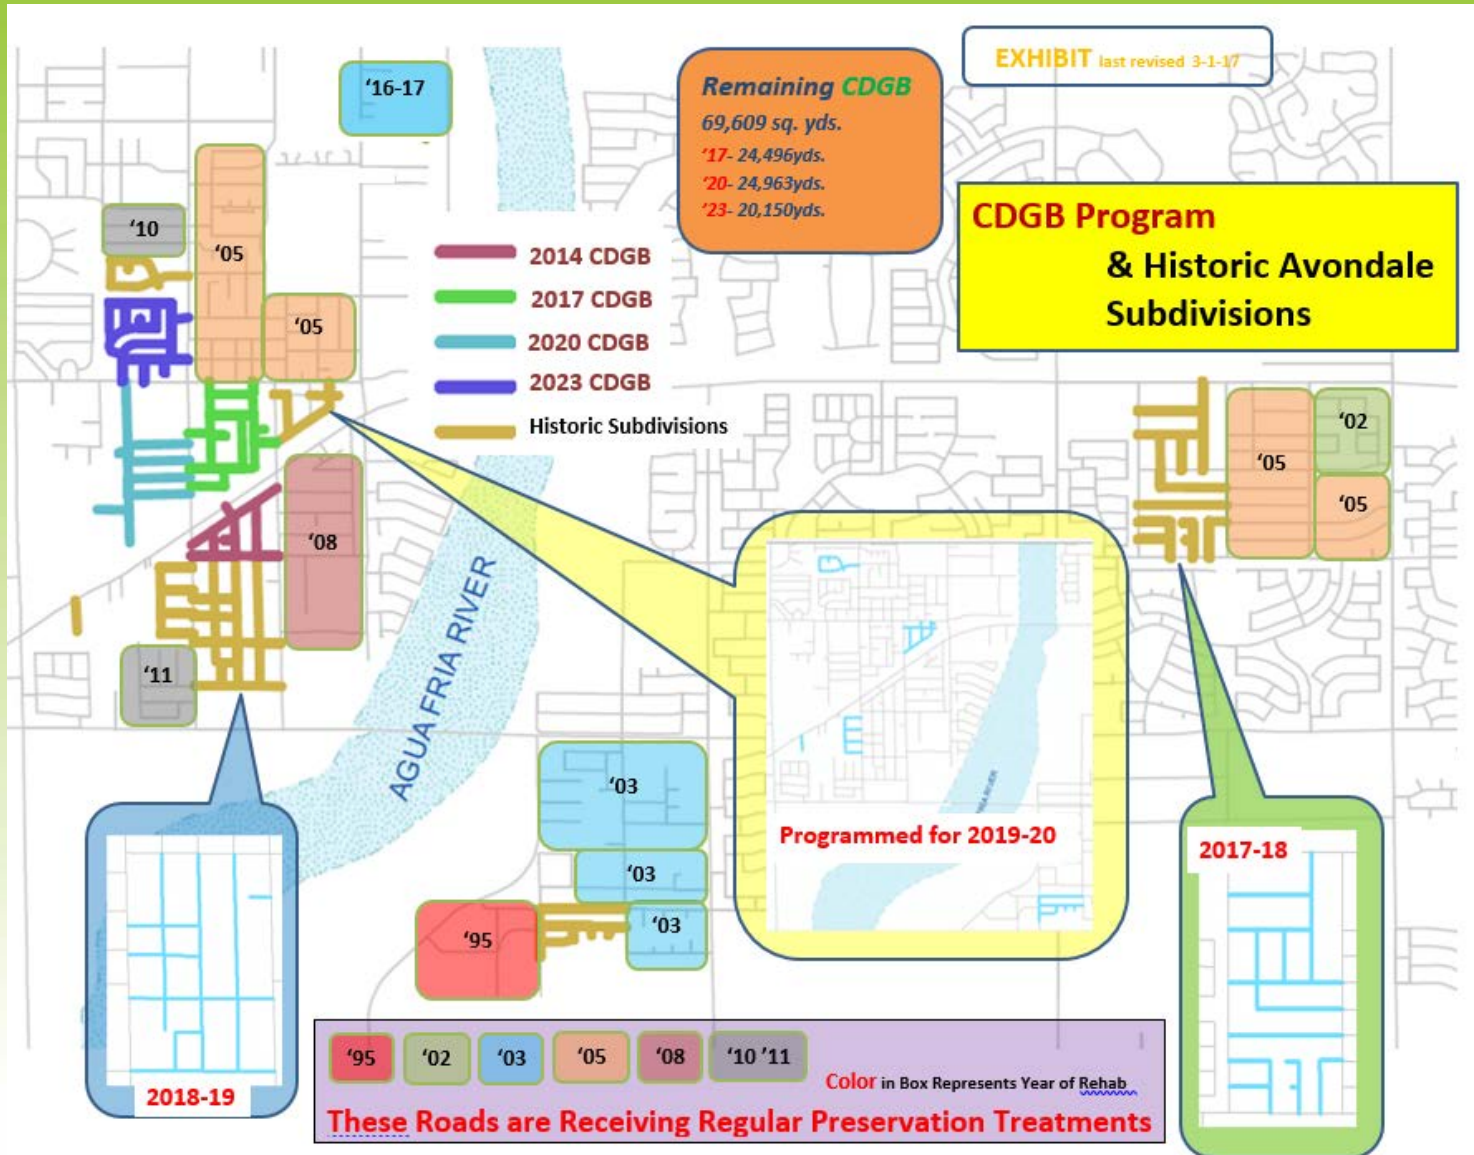 EXHIBIT last revised 3-1-17
‘16-17
Remaining CDGB
69,609 sq. yds.
‘17- 24,496yds.
‘20- 24,963yds.
‘23- 20,150yds.
CDGB Program
& Historic Avondale
Subdivisions
‘10
‘05
‘05
2014 CDGB
2017 CDGB
2020 CDGB
2023 CDGB
Historic Subdivisions
‘02
‘05
‘05
‘08
‘11
AGUA FRIA RIVER
‘03
‘03
‘03
‘95
RIVER
Programmed for 2019-20
2017-18
2018-19
‘95
‘02
‘03
‘05
‘08
‘10 ’11
Color in Box Represents Year of Rehab
These Roads are Receiving Regular Preservation Treatments